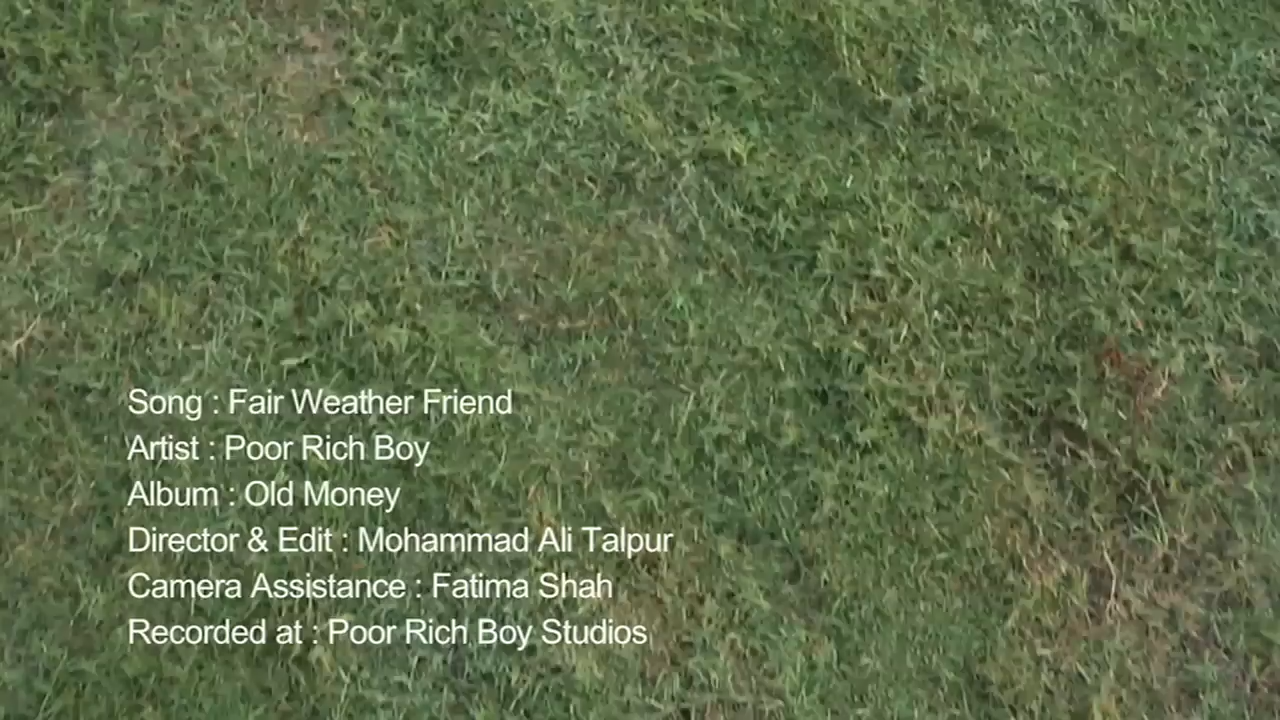 Song : Fair Weather Friend
Artist : Poor Rich Boy
Album : Old Money
Director & Edit : Mohammad Ali Talpur
Camera Assistance : Fatima Shah
Recorded at : Poor Rich Boy Studios